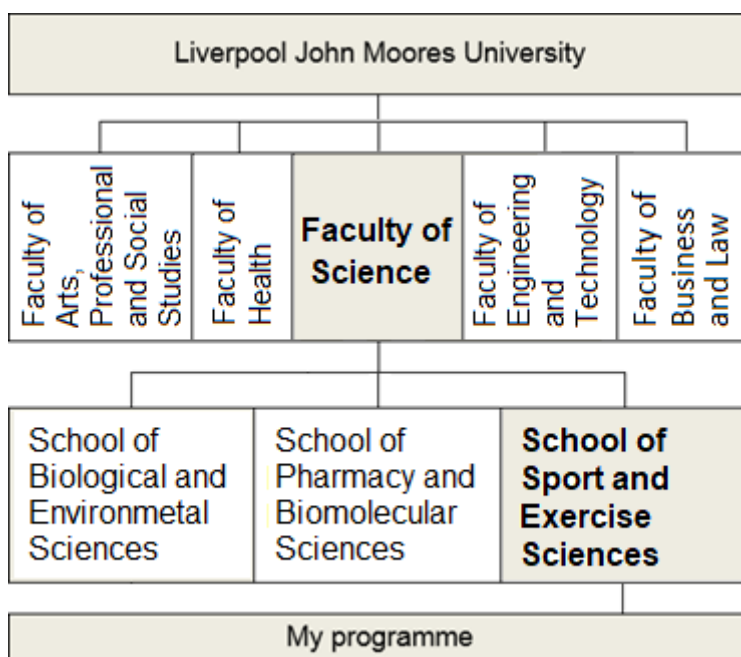 Liverpool John Moores University
Faculty of
Arts,
Professional
and Social
Studies
Faculty of
Health
Faculty of
Science
Faculty of
Engineering
and
Technology
Faculty of
Business
and Law
School of
Biological and
Environmetal
Sciences
School of
Pharmacy and
Biomolecular
Sciences
School of
Sport and
Exercise
Sciences
My programme